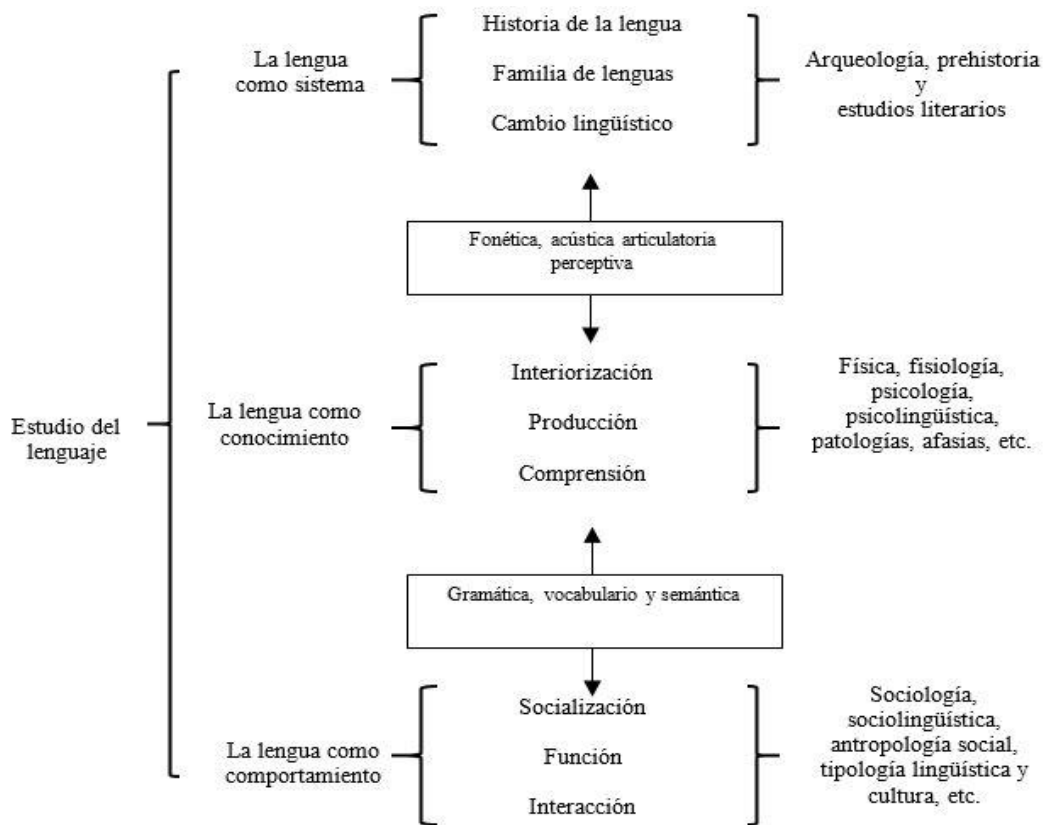 Estudio del
lenguaje
La lengua
como sistema
Historia de la lengua
Familia de lenguas
Cambio lingüístico
Arqueología, prehistoria
y
estudios literarios
Fonética, acústica articulatoria
perceptiva
La lengua como
conocimiento
Interiorización
Producción
Comprensión
Física, fisiología,
psicología,
psicolingüística,
patologías, afasias, etc.
Gramática, vocabulario y semántica
La lengua como
comportamiento
Socialización
Función
Interacción
Sociología,
sociolingüística,
antropología social,
tipología lingüística y
cultura, etc.